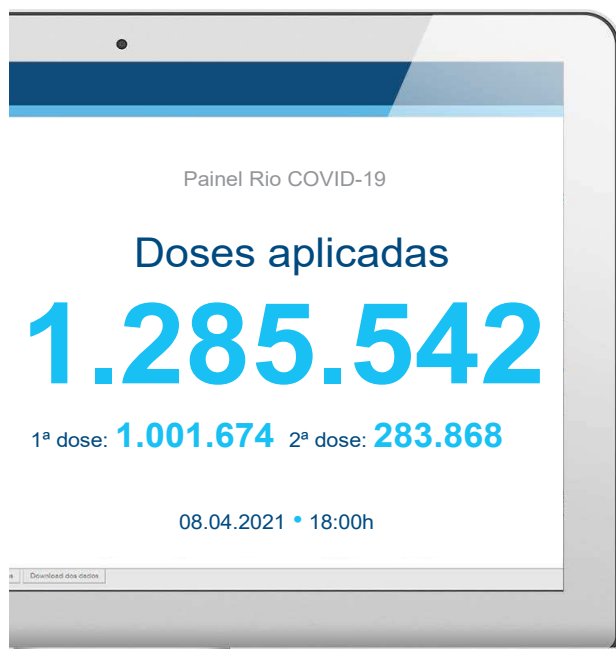 Painel Rio COVID-19
Doses aplicadas
1.285.542
1ª dose: 1.001.674 2ª dose: 283.868
08.04.2021 • 18:00h
Download dos dados